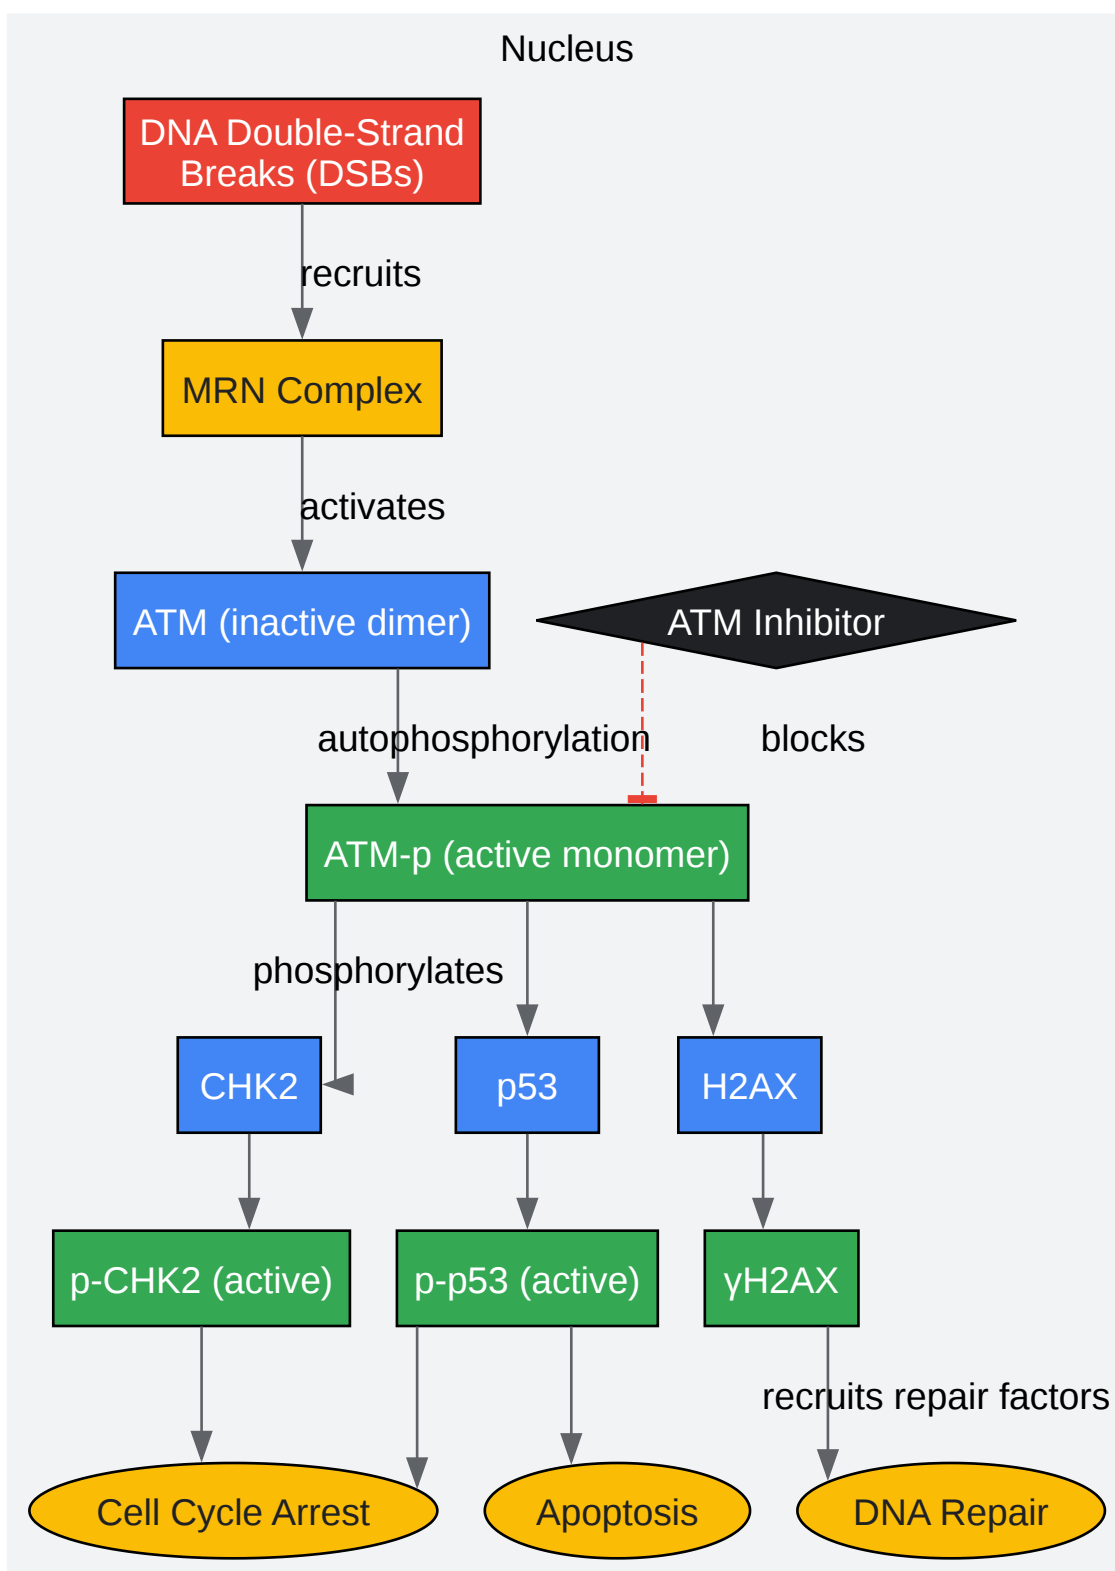 Nucleus
DNA Double-Strand
Breaks (DSBs)
recruits
MRN Complex
activates
ATM (inactive dimer)
ATM Inhibitor
autophosphorylation
blocks
ATM-p (active monomer)
phosphorylates
CHK2
p53
H2AX
p-CHK2 (active)
p-p53 (active)
γH2AX
recruits repair factors
Cell Cycle Arrest
Apoptosis
DNA Repair